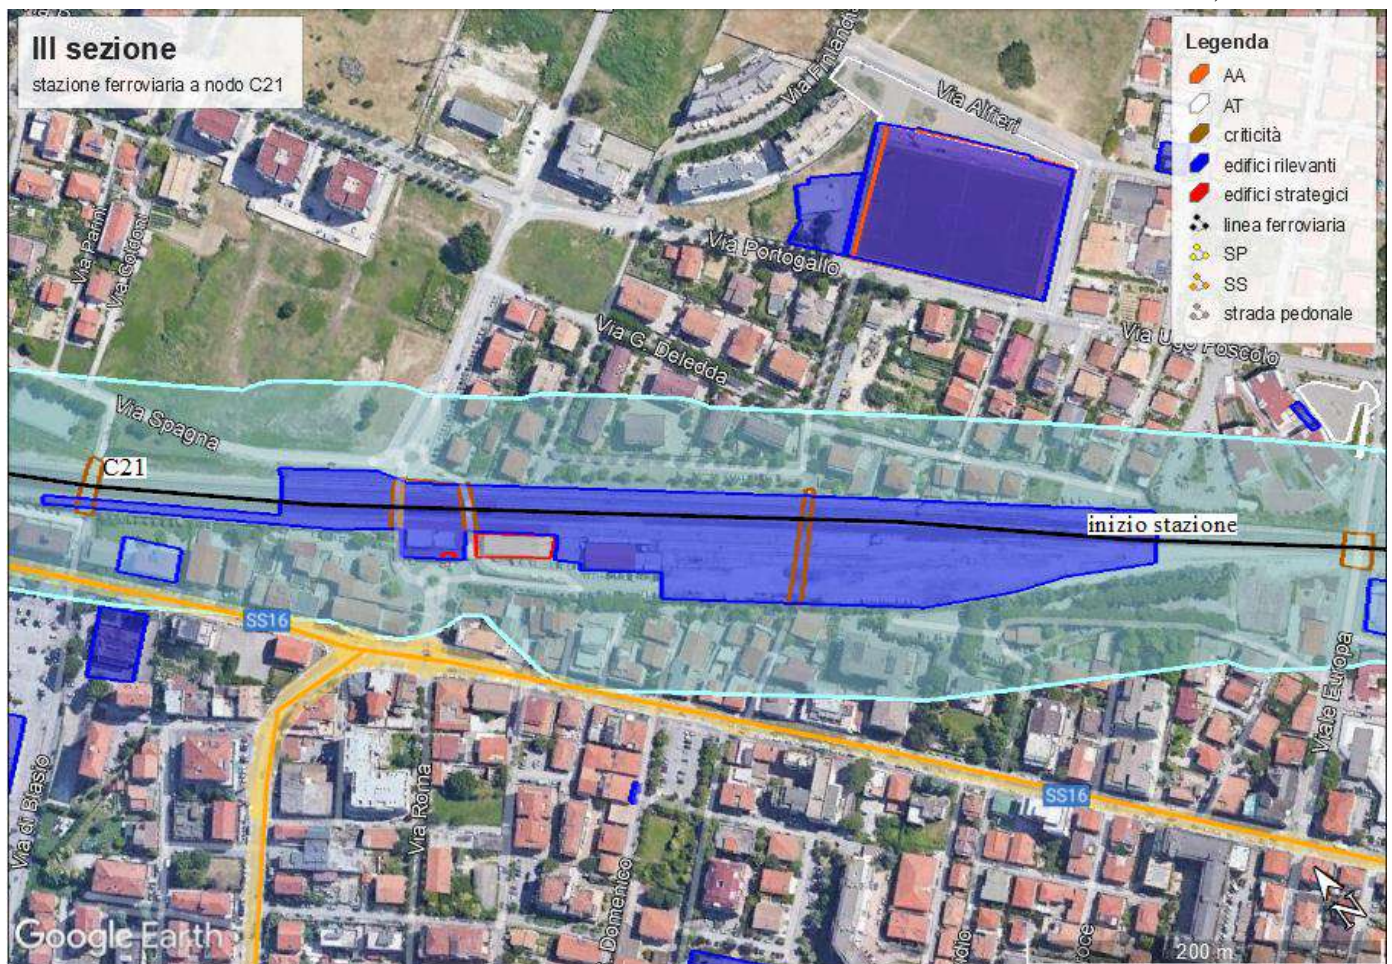 III sezione
stazione ferroviaria a nodo C21
Legenda
AA
AT
criticità
edifici rilevanti
edifici strategici
linea ferroviaria
SP
SS
strada pedonale
Via Finlandia
Via Alfieri
Via Parini
Via Goldoni
Via Portogallo
Via G. Deledda
Via Ugo Foscolo
Via Spagna
C21
inizio stazione
SS16
Viale Europa
Via di Biasio
Via Roma
SS16
Domenico
N
Google Earth
200 m